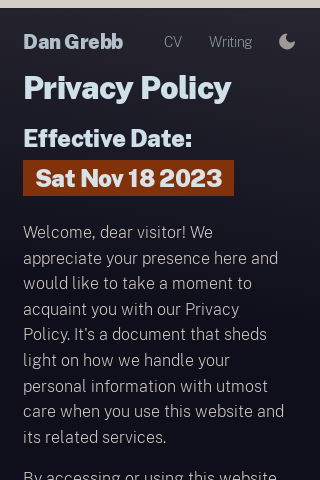 Dan Grebb CV Writing
Privacy Policy
Effective Date:
Sat Nov 18 2023
Welcome, dear visitor! We
appreciate your presence here and
would like to take a moment to
acquaint you with our Privacy
Policy. It's a document that sheds
light on how we handle your
personal information with utmost
care when you use this website and
its related services.
By accessing or using this website,